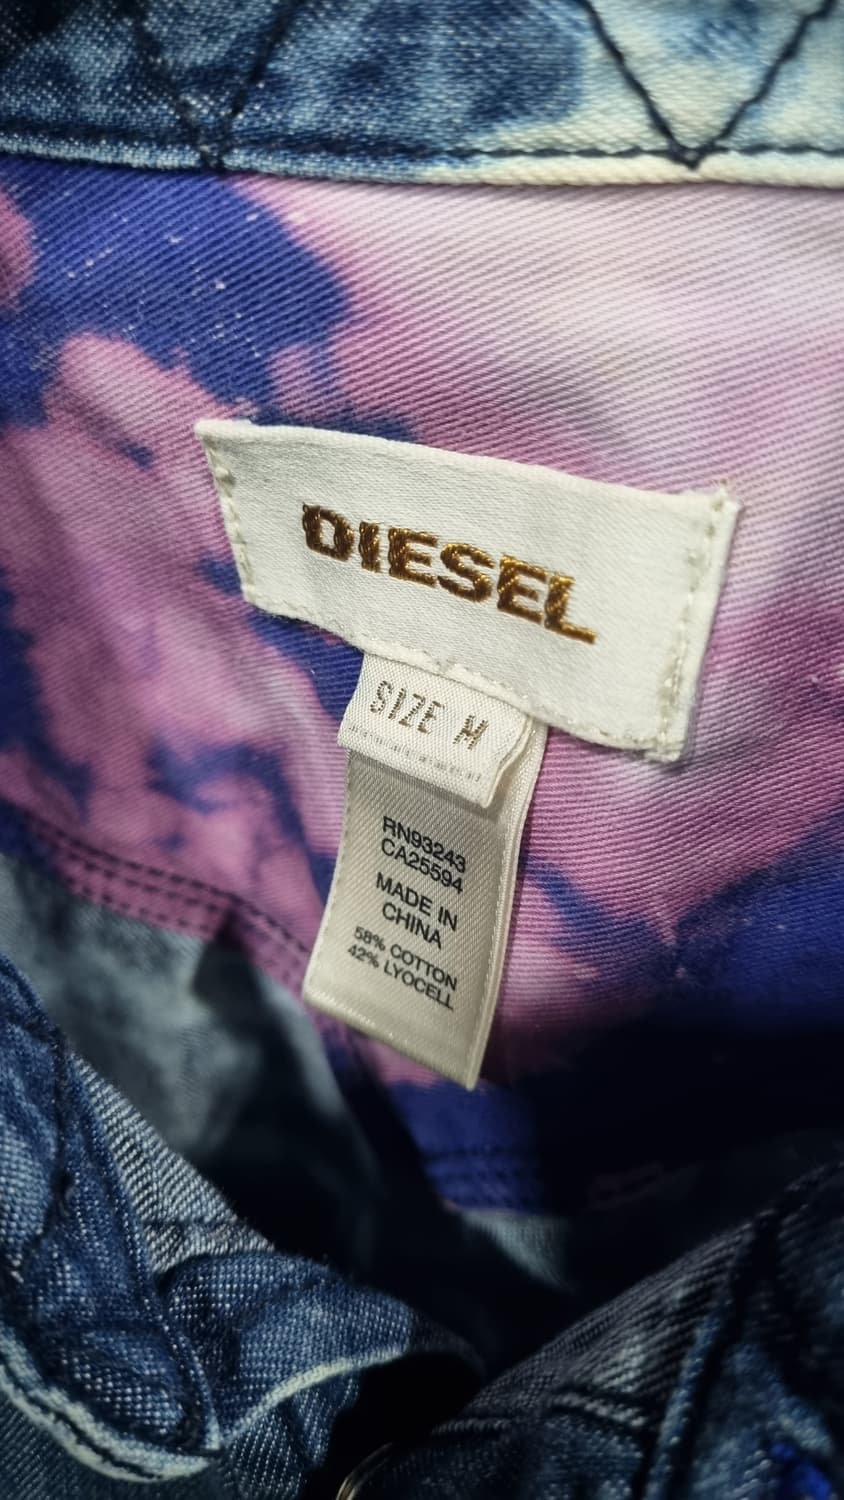 DIESEL
SIZE M
RN93243
CA25594
MADE IN
CHINA
58% COTTON
42% LYOCELL